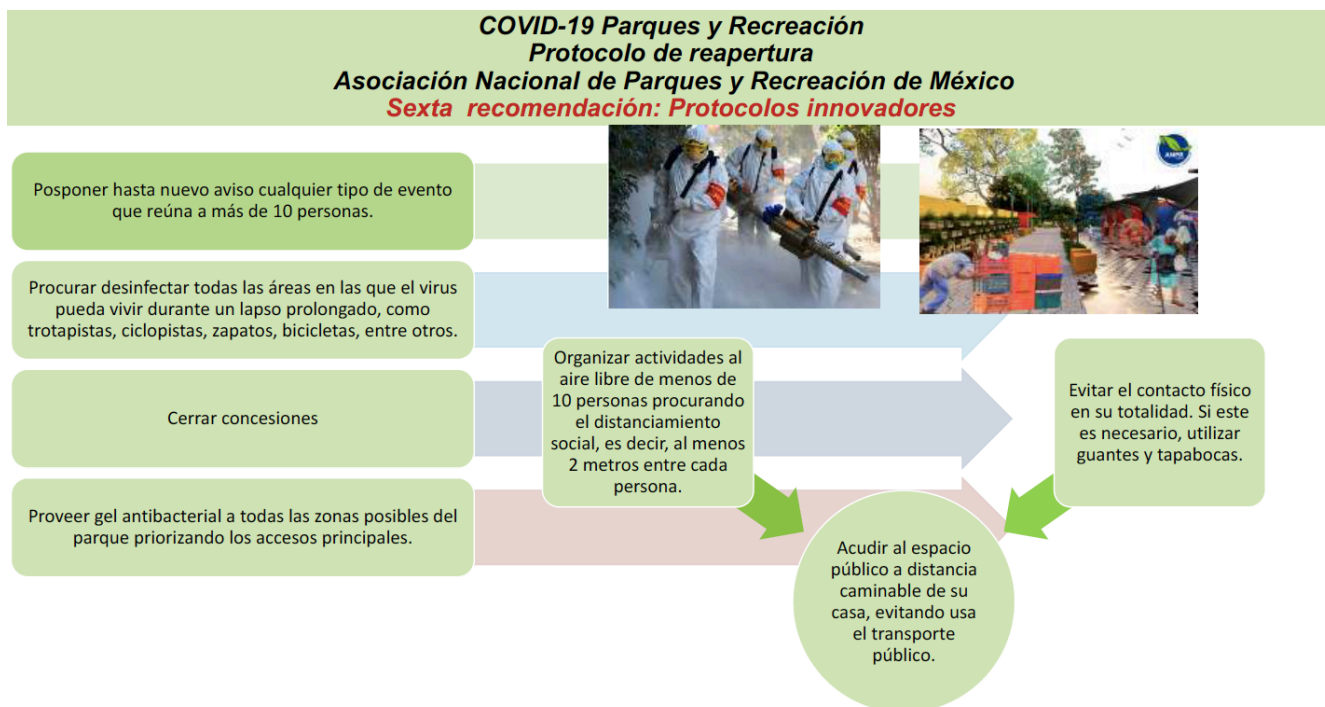 COVID-19 Parques y Recreación
Protocolo de reapertura
Asociación Nacional de Parques y Recreación de México
Sexta recomendación: Protocolos innovadores
Posponer hasta nuevo aviso cualquier tipo de evento
que reúna a más de 10 personas.
Procurar desinfectar todas las áreas en las que el virus
pueda vivir durante un lapso prolongado, como
trotapistas, ciclopistas, zapatos, bicicletas, entre otros.
Cerrar concesiones
Proveer gel antibacterial a todas las zonas posibles del
parque priorizando los accesos principales.
ANPR
Organizar actividades al
aire libre de menos de
10 personas procurando
el distanciamiento
social, es decir, al menos
2 metros entre cada
persona.
Evitar el contacto físico
en su totalidad. Si este
es necesario, utilizar
guantes y tapabocas.
Acudir al espacio
público a distancia
caminable de su
casa, evitando usa
el transporte
público.